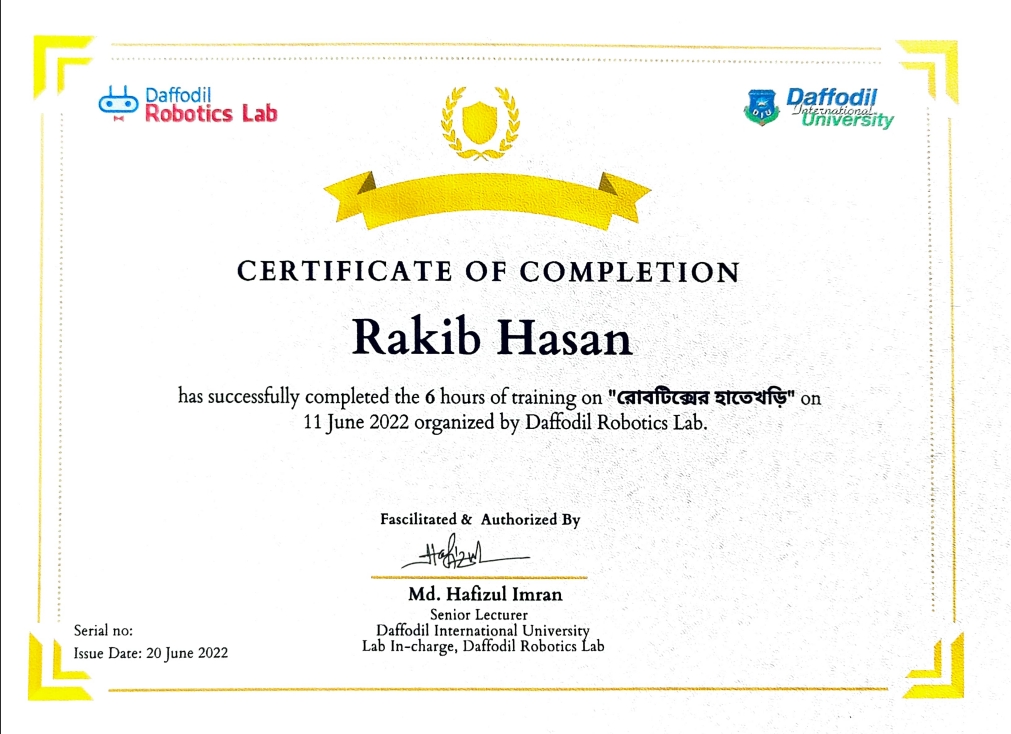 Daffodil
Robotics Lab
DIU
Daffodil
International
University
CERTIFICATE OF COMPLETION
Rakib Hasan
has successfully completed the 6 hours of training on "রোবটিক্সের হাতেখড়ি" on
11 June 2022 organized by Daffodil Robotics Lab.
Fascilitated & Authorized By
Hafizul
Md. Hafizul Imran
Senior Lecturer
Daffodil International University
Lab In-charge, Daffodil Robotics Lab
Serial no:
Issue Date: 20 June 2022